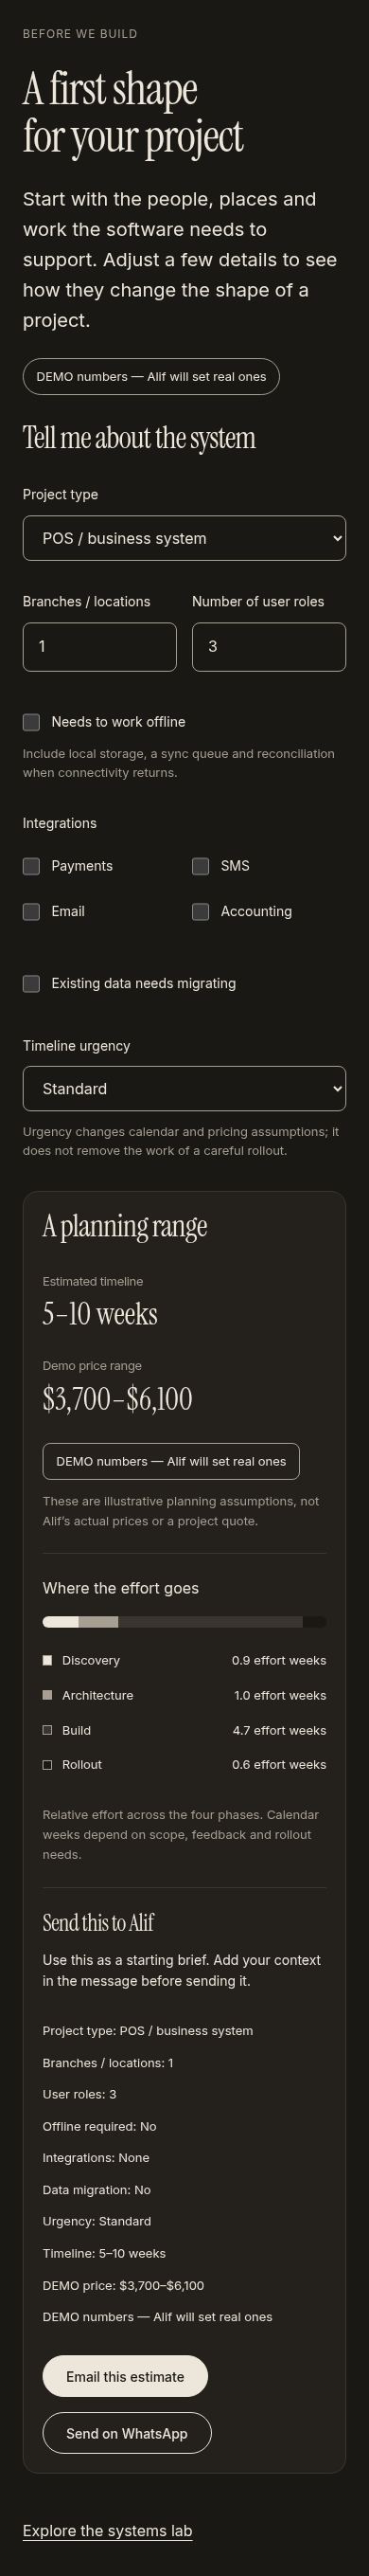 BEFORE WE BUILD
A first shape
for your project
Start with the people, places and
work the software needs to
support. Adjust a few details to see
how they change the shape of a
project.
DEMO numbers — Alif will set real ones
Tell me about the system
Project type
POS / business system
Branches / locations
Number of user roles
1
3
Needs to work offline
Include local storage, a sync queue and reconciliation
when connectivity returns.
Integrations
Payments
SMS
Email
Accounting
Existing data needs migrating
Timeline urgency
Standard
Urgency changes calendar and pricing assumptions; it
does not remove the work of a careful rollout.
A planning range
Estimated timeline
5–10 weeks
Demo price range
$3,700–$6,100
DEMO numbers — Alif will set real ones
These are illustrative planning assumptions, not
Alif’s actual prices or a project quote.
Where the effort goes
Discovery 0.9 effort weeks
Architecture 1.0 effort weeks
Build 4.7 effort weeks
Rollout 0.6 effort weeks
Relative effort across the four phases. Calendar
weeks depend on scope, feedback and rollout
needs.
Send this to Alif
Use this as a starting brief. Add your context
in the message before sending it.
Project type: POS / business system
Branches / locations: 1
User roles: 3
Offline required: No
Integrations: None
Data migration: No
Urgency: Standard
Timeline: 5–10 weeks
DEMO price: $3,700–$6,100
DEMO numbers — Alif will set real ones
Email this estimate
Send on WhatsApp
Explore the systems lab